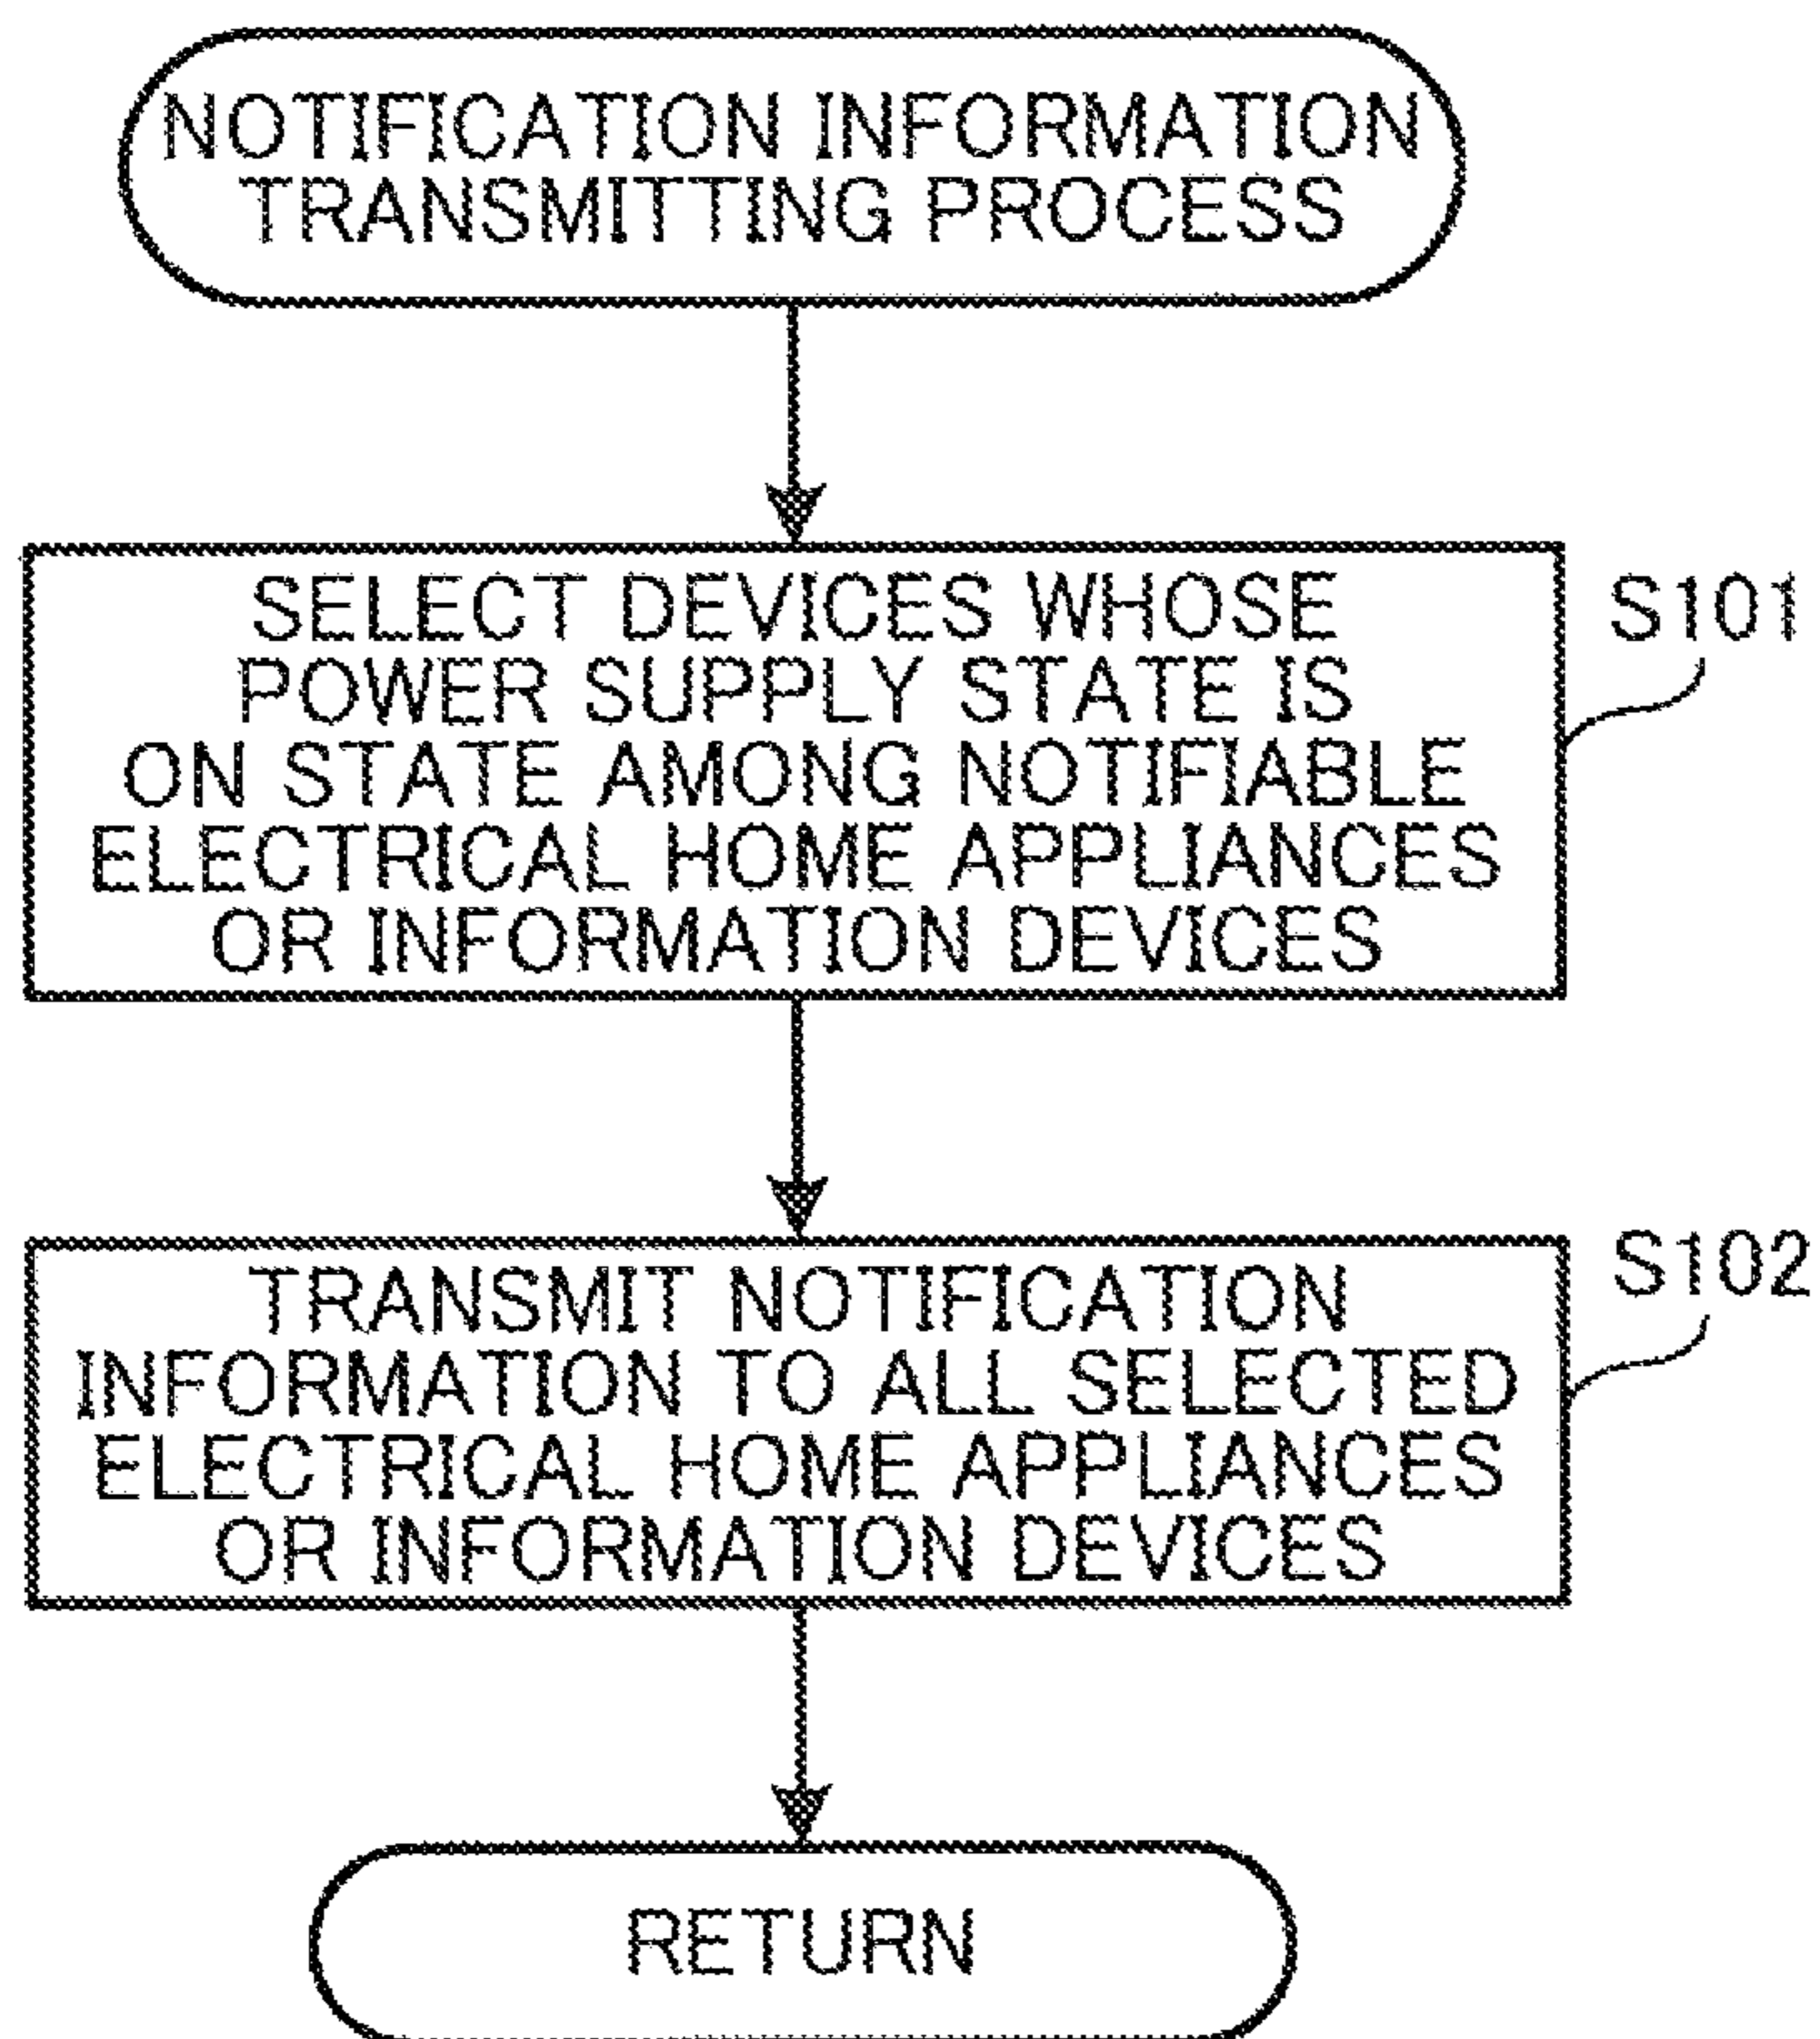 NOTIFICATION INFORMATION
TRANSMITTING PROCESS
SELECT DEVICES WHOSE
POWER SUPPLY STATE IS
ON STATE AMONG NOTIFIABLE
ELECTRICAL HOME APPLIANCES
OR INFORMATION DEVICES
S101
TRANSMIT NOTIFICATION
INFORMATION TO ALL SELECTED
ELECTRICAL HOME APPLIANCES
OR INFORMATION DEVICES
S102
RETURN